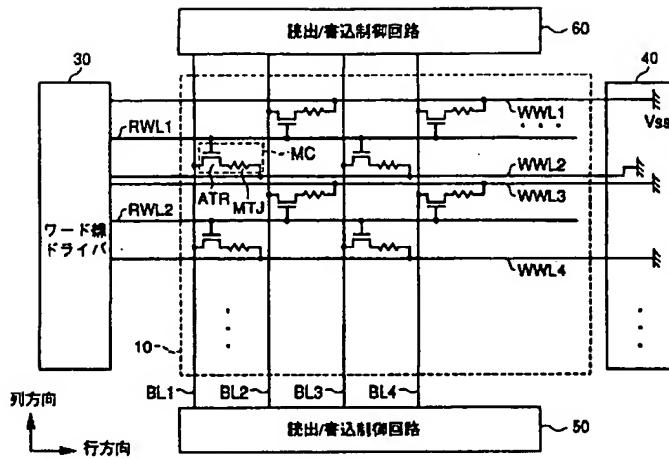 読出/書込制御回路
60
30
40
RWL1
WWL1
Vss
MC
WWL2
ATR
MTJ
WWL3
RWL2
ワード線
ドライバ
WWL4
10
BL1
BL2
BL3
BL4
列方向
行方向
読出/書込制御回路
50